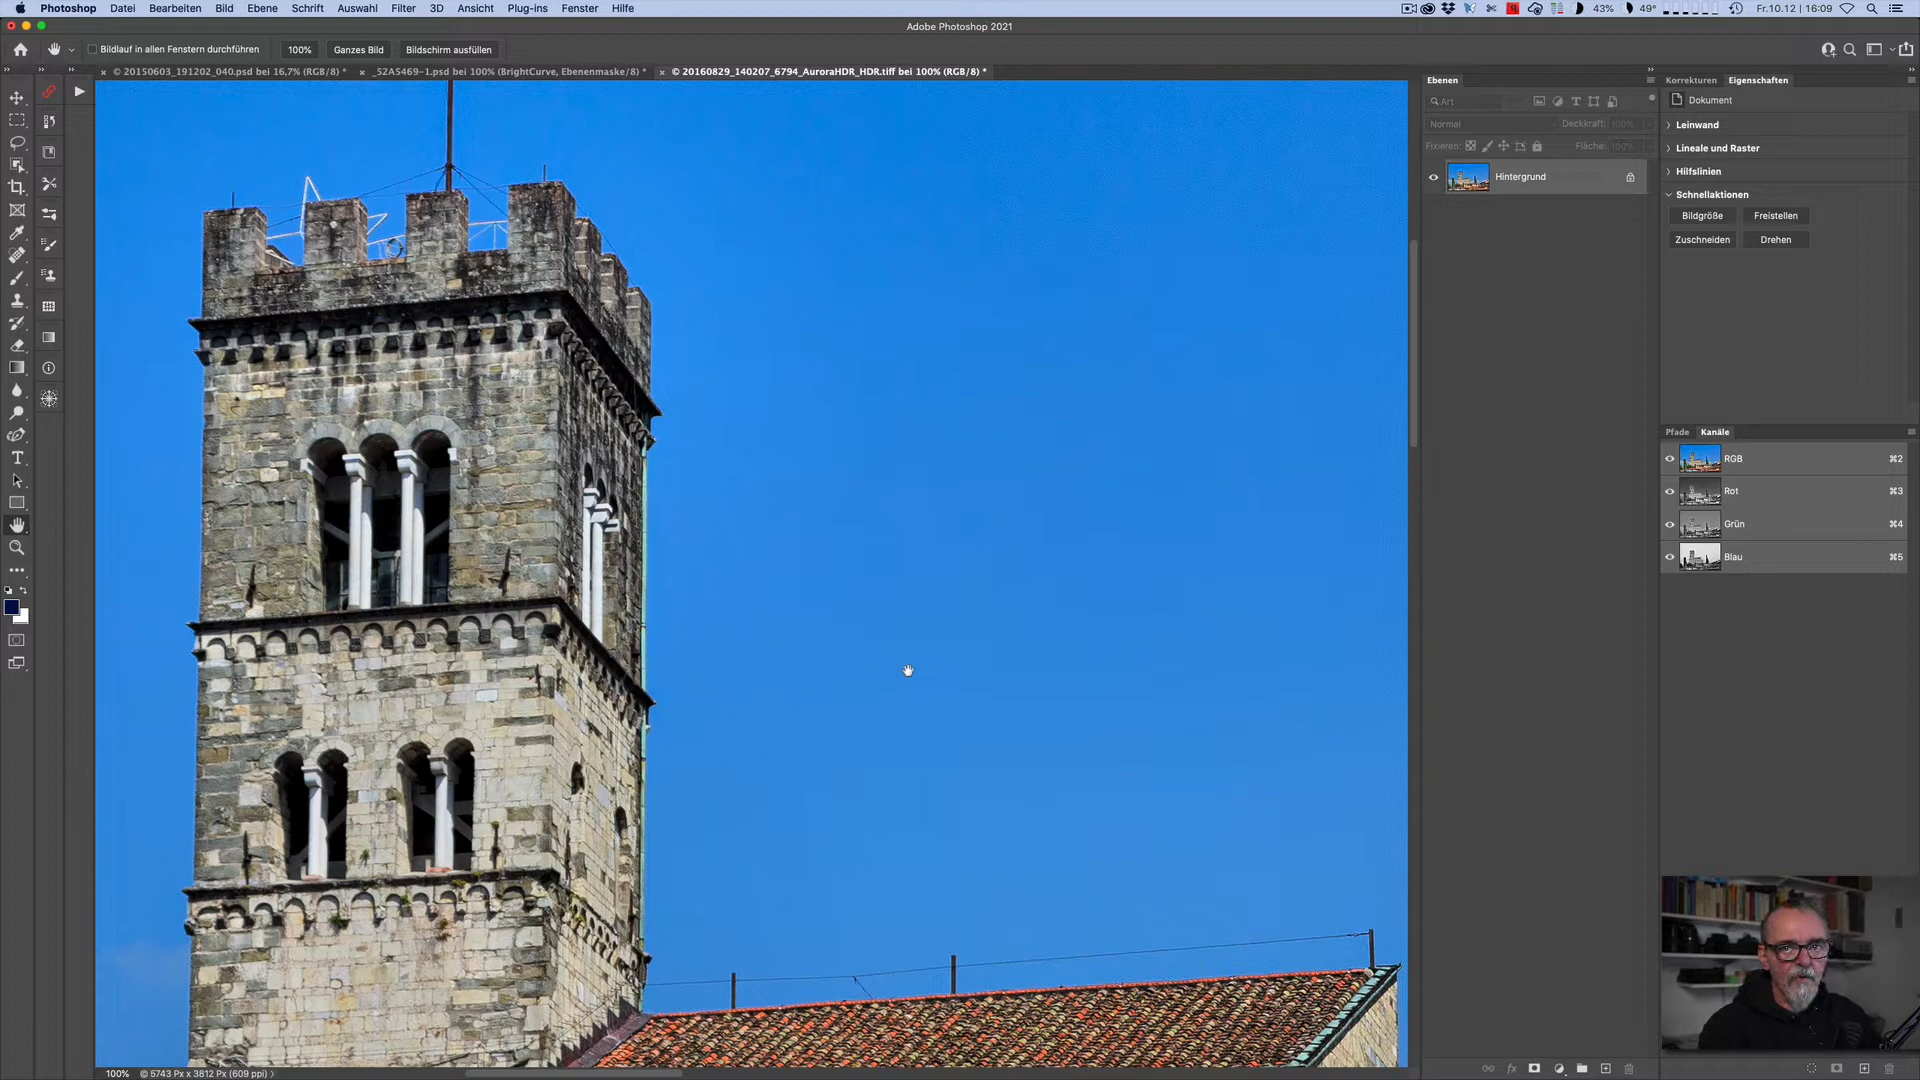 Photoshop Datei Bearbeiten Bild Ebene Schrift Auswahl Filter 3D Ansicht Plug-ins Fenster Hilfe 43% 49° Fr.10.12 | 16:09
Adobe Photoshop 2021
Bildlauf in allen Fenstern durchführen 100% Ganzes Bild Bildschirm ausfüllen
× © 20150603_191202_040.psd bei 16,7% (RGB/8) * × _52A5469-1.psd bei 100% (BrightCurve, Ebenenmaske/8) * × © 20160829_140207_6794_AuroraHDR_HDR.tiff bei 100% (RGB/8) *
Ebenen
Art
Normal Deckkraft: 100%
Fixieren: Fläche: 100%
Hintergrund
Korrekturen Eigenschaften
Dokument
Leinwand
Lineale und Raster
Hilfslinien
Schnellaktionen
Bildgröße Freistellen
Zuschneiden Drehen
Pfade Kanäle
RGB ⌘2
Rot ⌘3
Grün ⌘4
Blau ⌘5
100% © 5743 Px x 3812 Px (609 ppi)